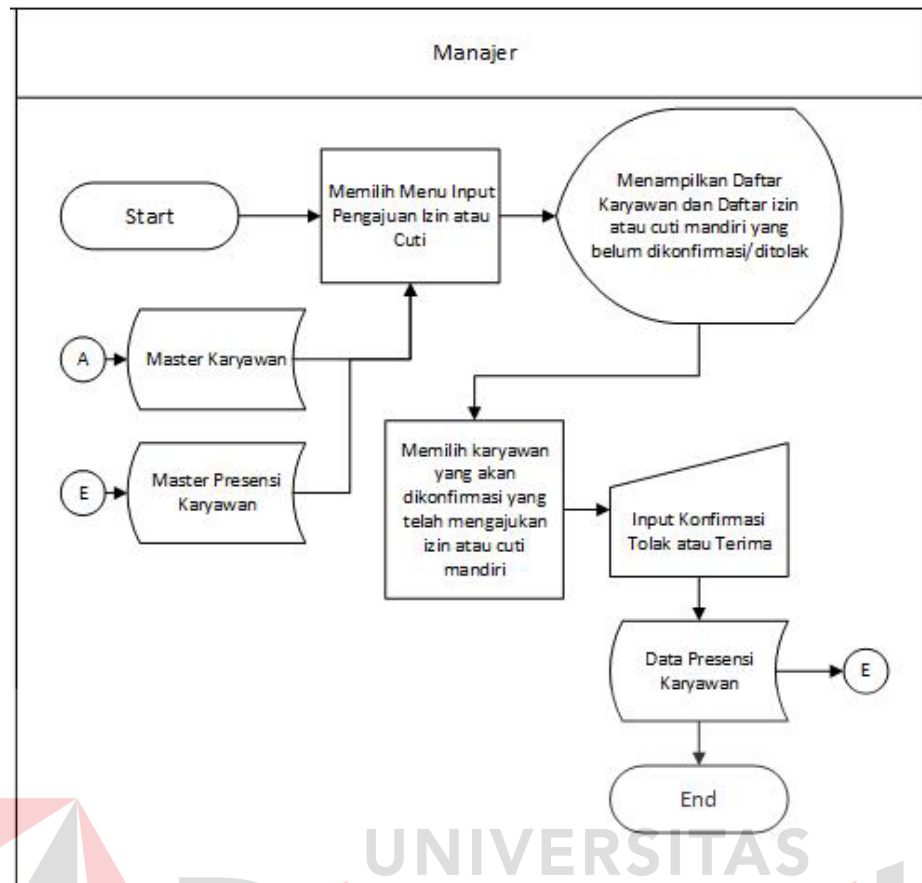 Manajer
Start
Memilih Menu Input
Pengajuan Izin atau
Cuti
Menampilkan Daftar
Karyawan dan Daftar izin
atau cuti mandiri yang
belum dikonfirmasi/ditolak
A
Master Karyawan
E
Master Presensi
Karyawan
Memilih karyawan
yang akan
dikonfirmasi yang
telah mengajukan
izin atau cuti
mandiri
Input Konfirmasi
Tolak atau Terima
Data Presensi
Karyawan
E
End
UNIVERSITAS